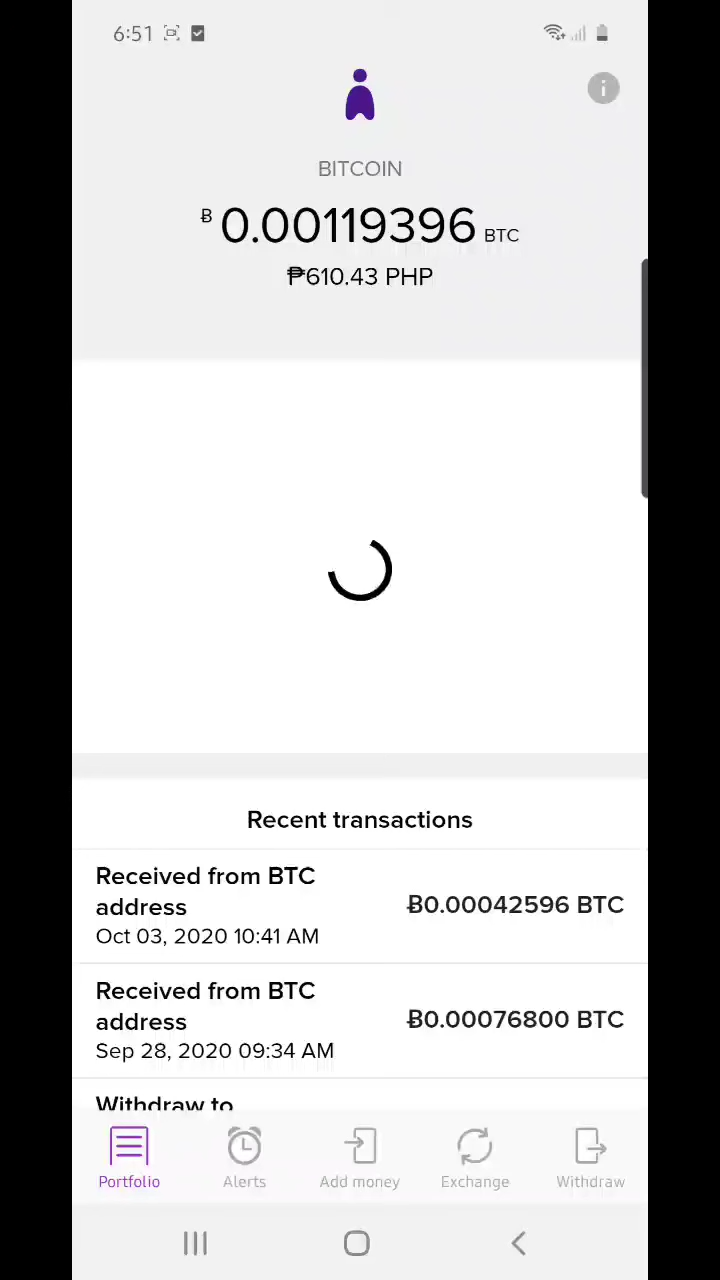 6:51
BITCOIN
Ƀ 0.00119396 BTC
₱610.43 PHP
Recent transactions
Received from BTC
address
Ƀ0.00042596 BTC
Oct 03, 2020 10:41 AM
Received from BTC
address
Ƀ0.00076800 BTC
Sep 28, 2020 09:34 AM
Withdraw to
Portfolio Alerts Add money Exchange Withdraw